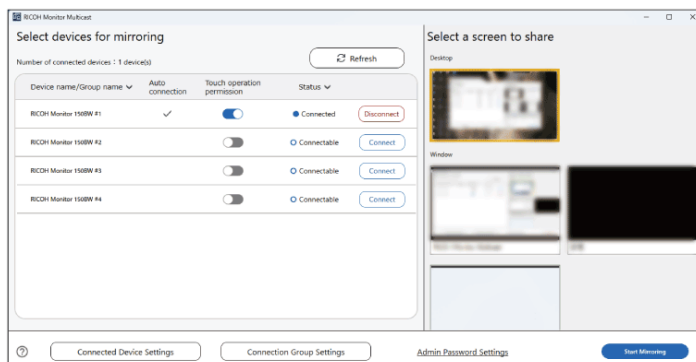 RICOH Monitor Multicast
Select devices for mirroring
Number of connected devices : 1 device(s)
Refresh
Device name/Group name
Auto connection
Touch operation permission
Status
RICOH Monitor 150BW #1
Connected
Disconnect
RICOH Monitor 150BW #2
Connectable
Connect
RICOH Monitor 150BW #3
Connectable
Connect
RICOH Monitor 150BW #4
Connectable
Connect
Select a screen to share
Desktop
Window
Connected Device Settings
Connection Group Settings
Admin Password Settings
Start Mirroring